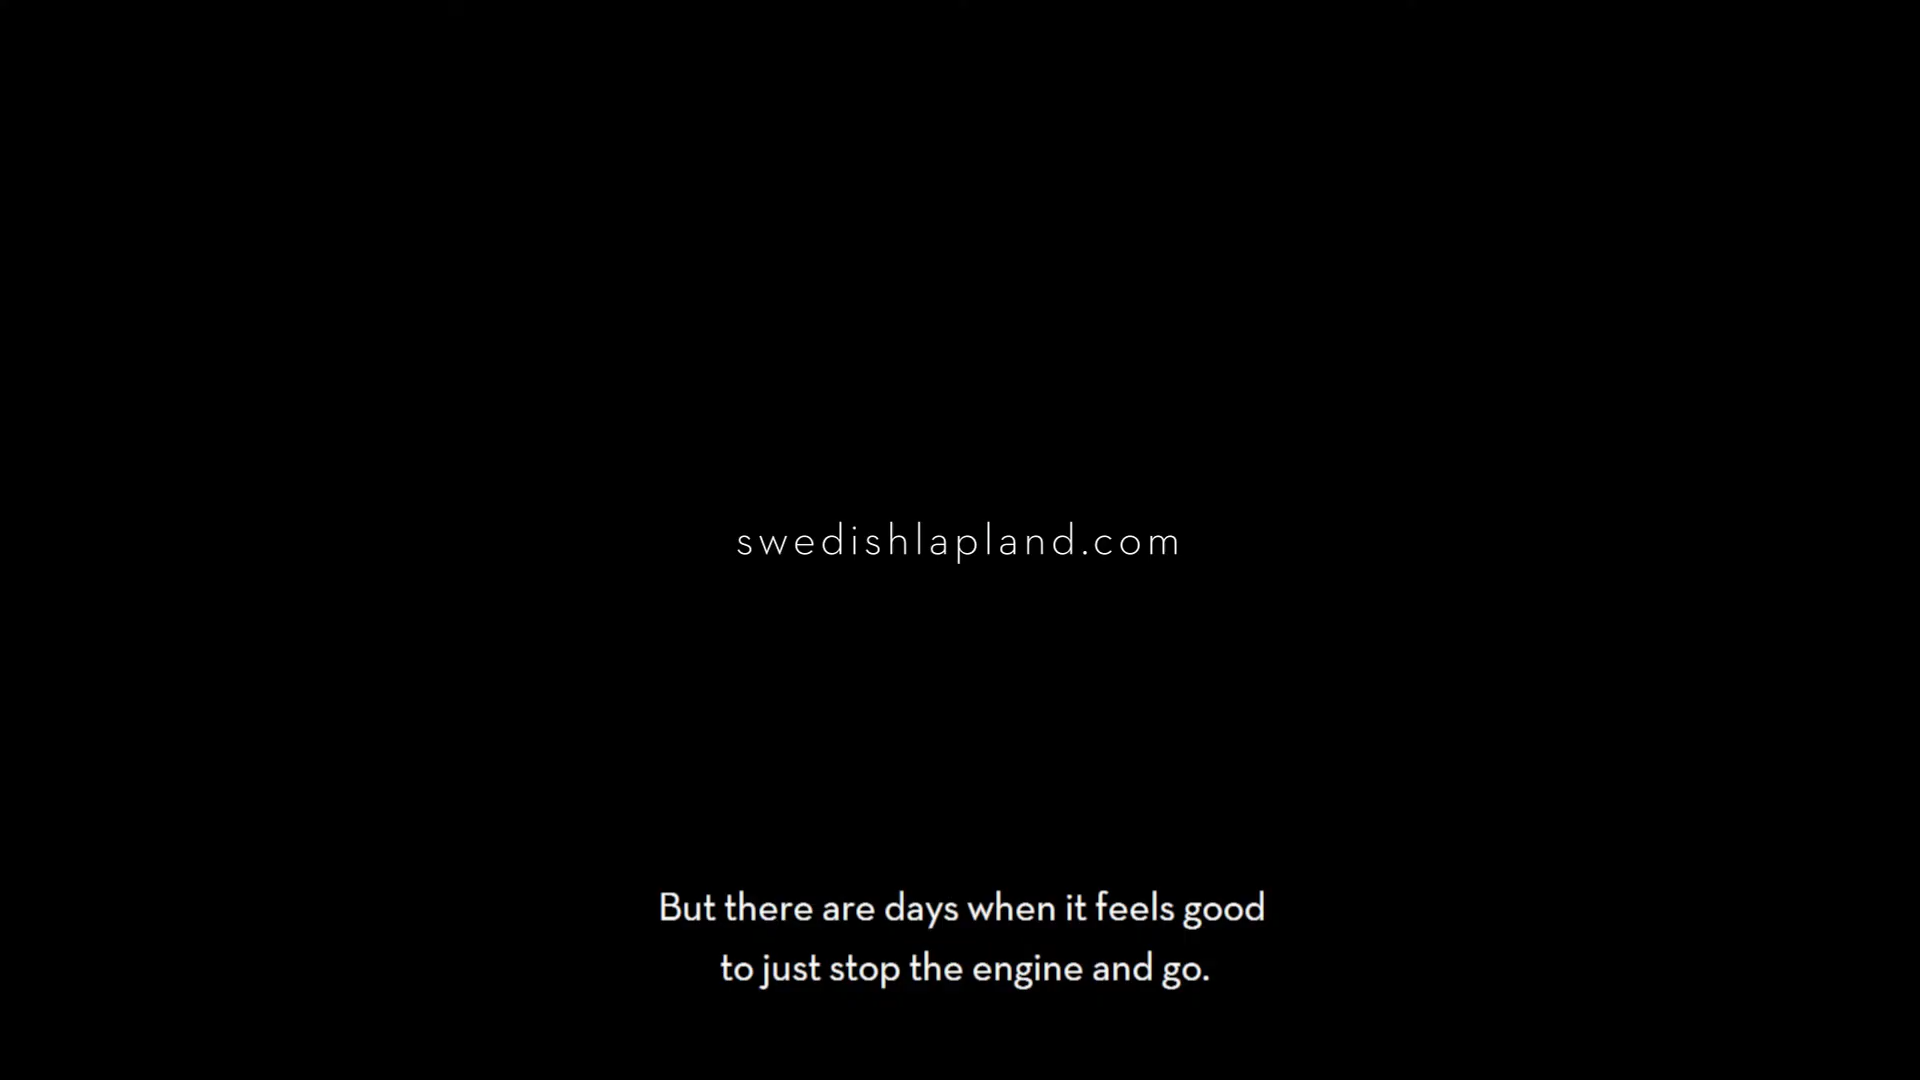 swedishlapland.com
But there are days when it feels good
to just stop the engine and go.